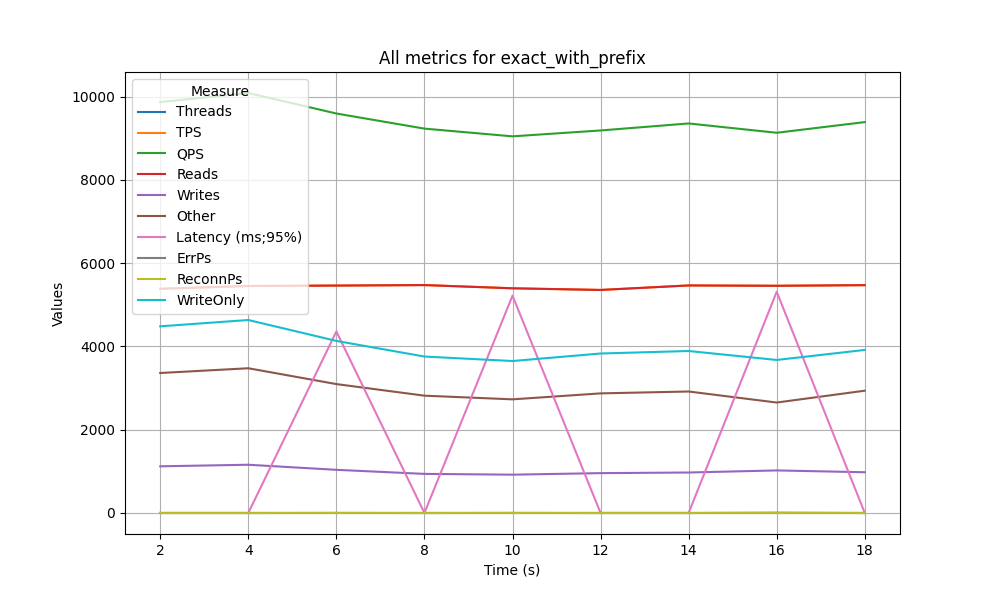 All metrics for exact_with_prefix
Measure
Threads
TPS
QPS
Reads
Writes
Other
Latency (ms;95%)
ErrPs
ReconnPs
WriteOnly
10000
8000
6000
4000
2000
0
Values
2 4 6 8 10 12 14 16 18
Time (s)